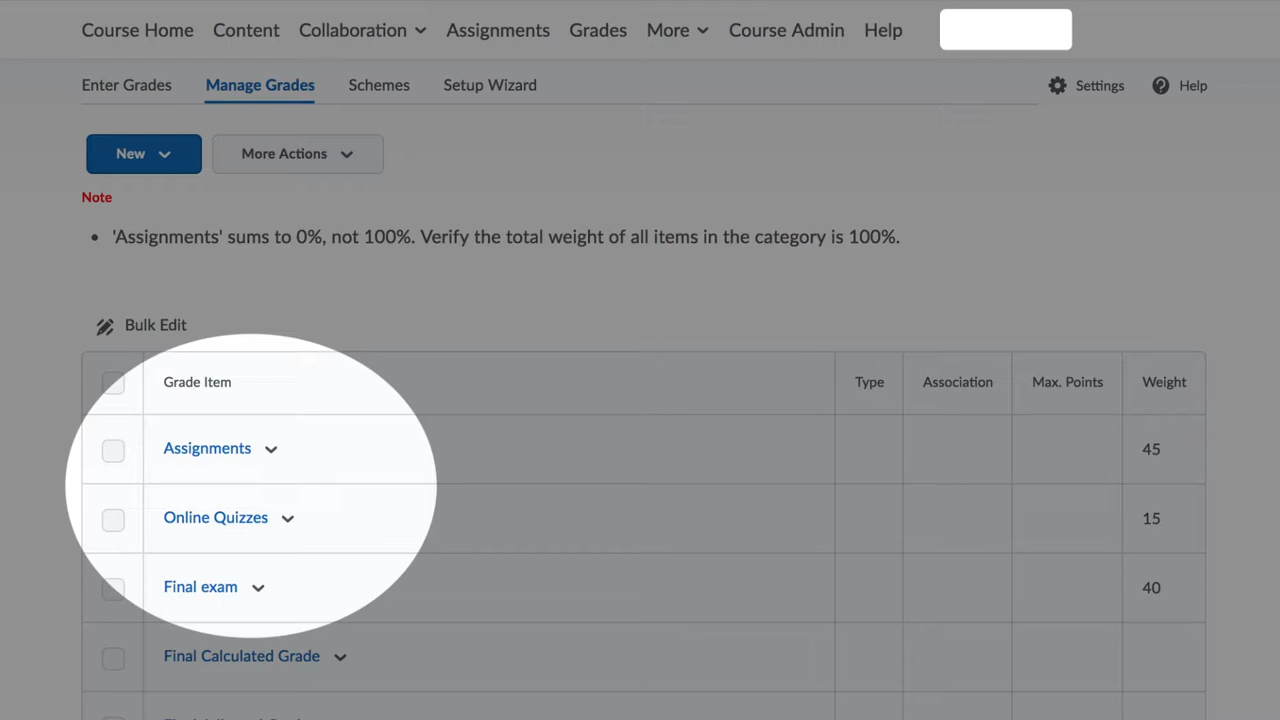 Course Home Content Collaboration Assignments Grades More Course Admin Help
Enter Grades Manage Grades Schemes Setup Wizard Settings Help
New More Actions
Note
• 'Assignments' sums to 0%, not 100%. Verify the total weight of all items in the category is 100%.
Bulk Edit
Grade Item Type Association Max. Points Weight
Assignments 45
Online Quizzes 15
Final exam 40
Final Calculated Grade